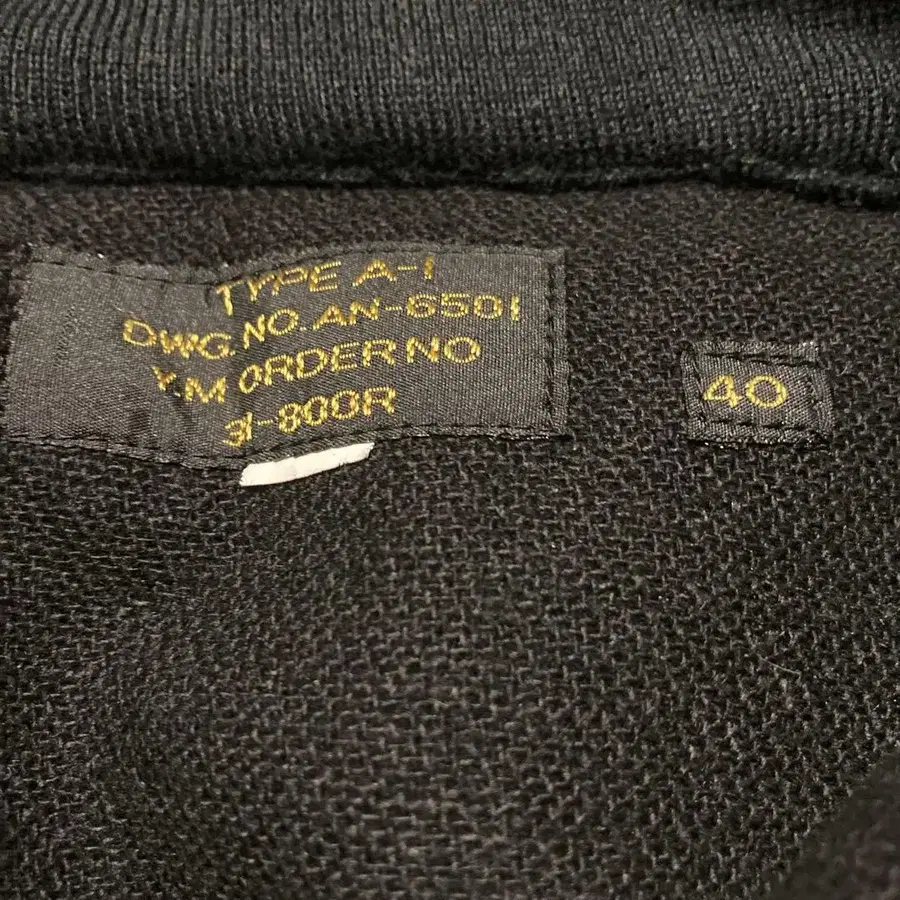 TYPE A-1
DWG.NO.AN-6501
Y.M ORDER NO
31-800R
40